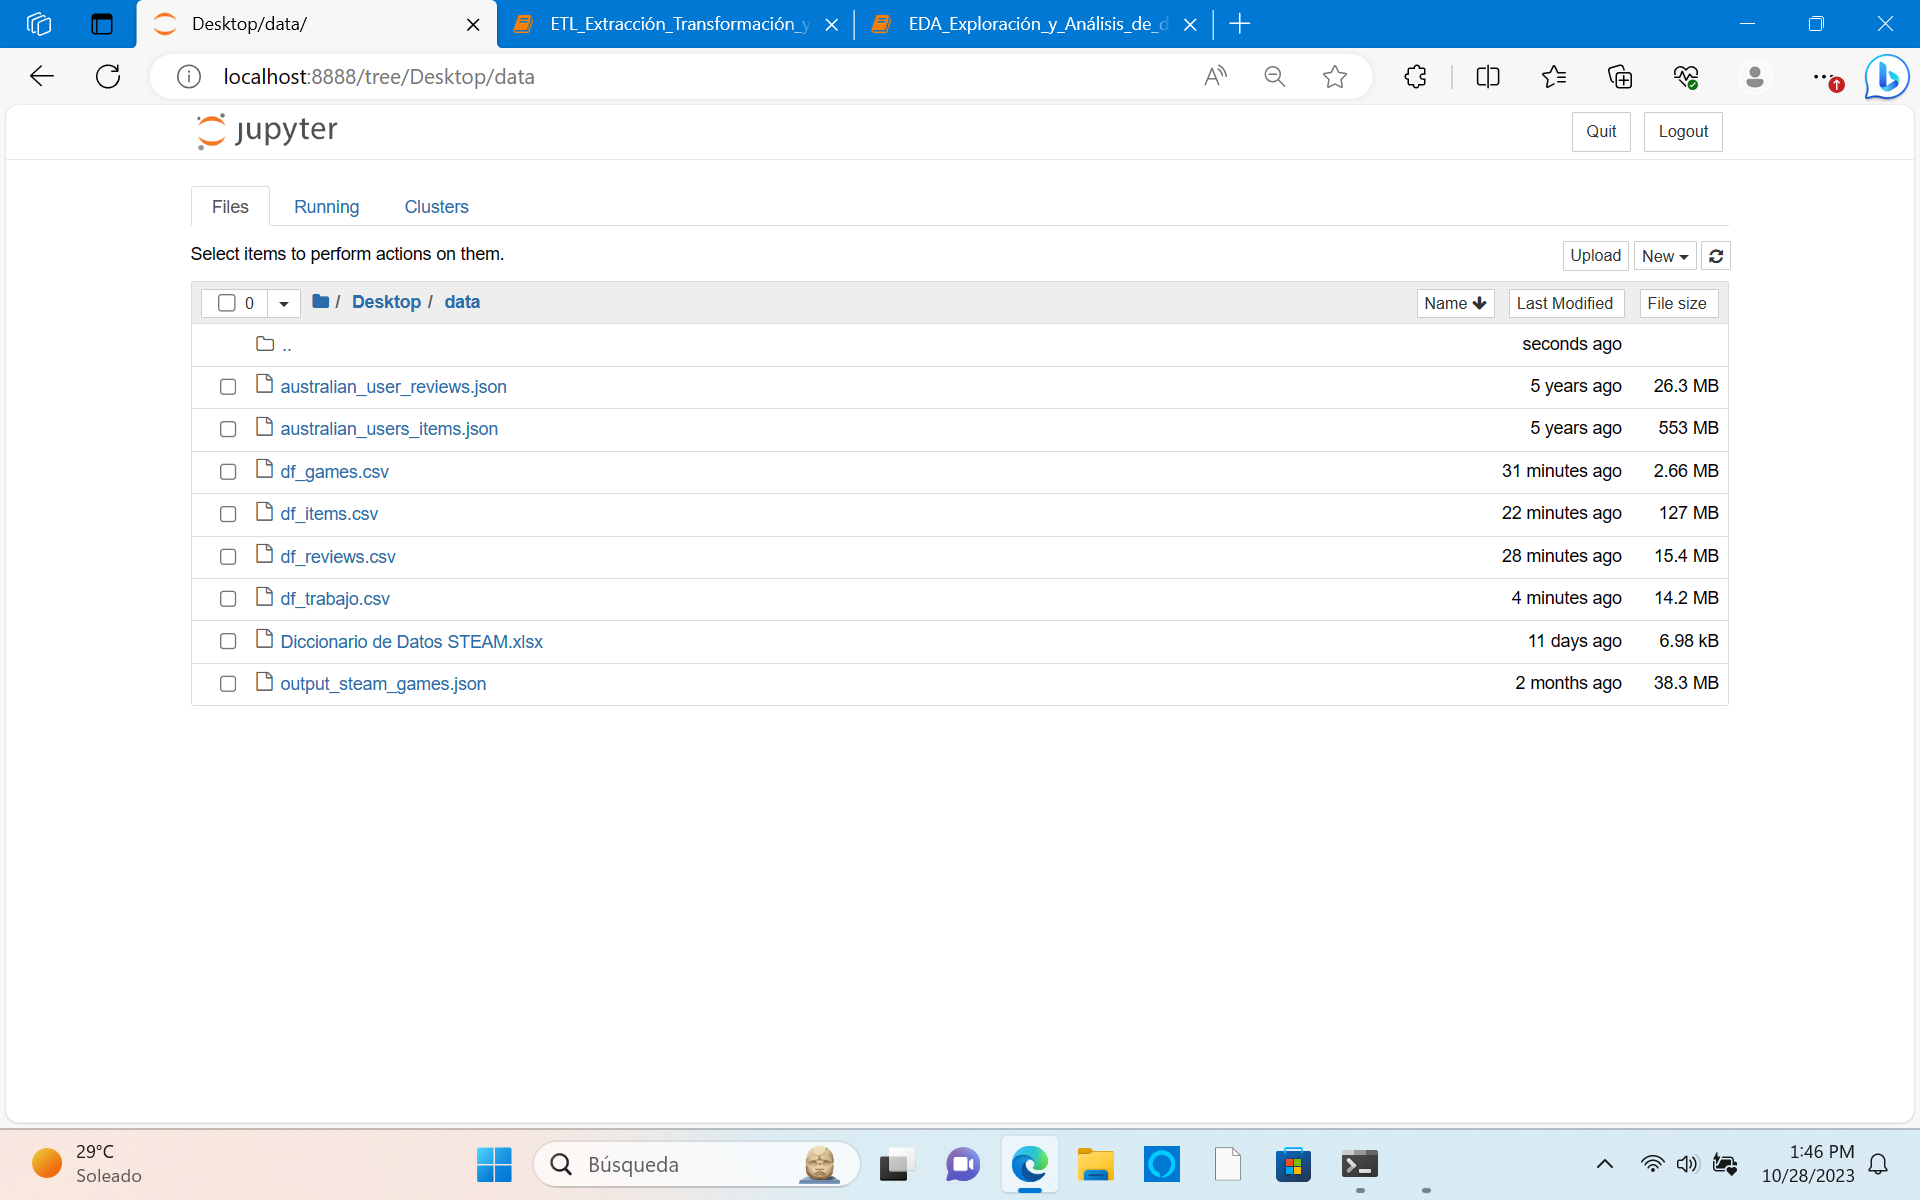 Desktop/data/
ETL_Extracción_Transformación_y
EDA_Exploración_y_Análisis_de_d
localhost:8888/tree/Desktop/data
jupyter
Quit
Logout
Files
Running
Clusters
Select items to perform actions on them.
Upload
New
0
/ Desktop / data
Name
Last Modified
File size
..
seconds ago
australian_user_reviews.json 5 years ago 26.3 MB
australian_users_items.json 5 years ago 553 MB
df_games.csv 31 minutes ago 2.66 MB
df_items.csv 22 minutes ago 127 MB
df_reviews.csv 28 minutes ago 15.4 MB
df_trabajo.csv 4 minutes ago 14.2 MB
Diccionario de Datos STEAM.xlsx 11 days ago 6.98 kB
output_steam_games.json 2 months ago 38.3 MB
29°C
Soleado
Búsqueda
1:46 PM
10/28/2023